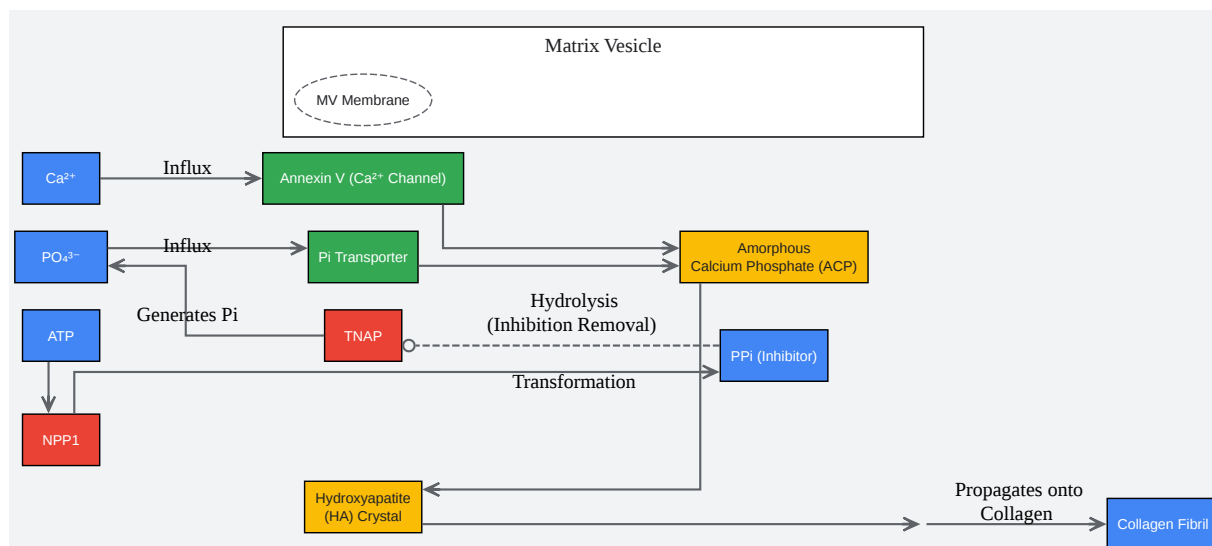 Matrix Vesicle
MV Membrane
Ca²⁺
Influx
Annexin V (Ca²⁺ Channel)
PO₄³⁻
Influx
Pi Transporter
Amorphous
Calcium Phosphate (ACP)
Generates Pi
Hydrolysis
(Inhibition Removal)
ATP
TNAP
PPi (Inhibitor)
Transformation
NPP1
Hydroxyapatite
(HA) Crystal
Propagates onto
Collagen
Collagen Fibril